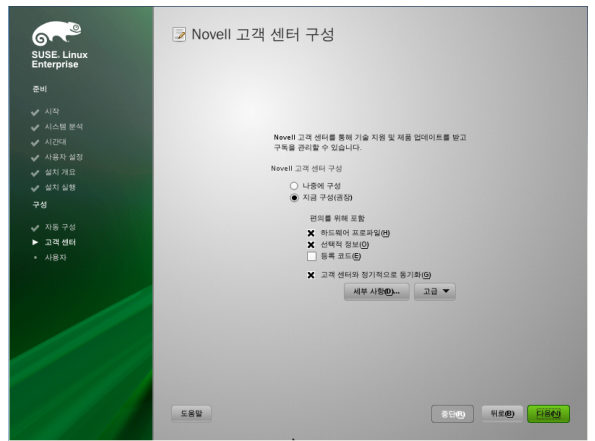 SUSE. Linux
Enterprise
준비
시작
시스템 분석
시간대
사용자 설정
설치 개요
설치 실행
구성
자동 구성
고객 센터
사용자
Novell 고객 센터 구성
Novell 고객 센터를 통해 기술 지원 및 제품 업데이트를 받고
구독을 관리할 수 있습니다.
Novell 고객 센터 구성
나중에 구성
지금 구성(권장)
편의를 위해 포함
하드웨어 프로파일(H)
선택적 정보(O)
등록 코드(E)
고객 센터와 정기적으로 동기화(G)
세부 사항(D)...
고급
도움말
중단(R)
뒤로(B)
다음(N)